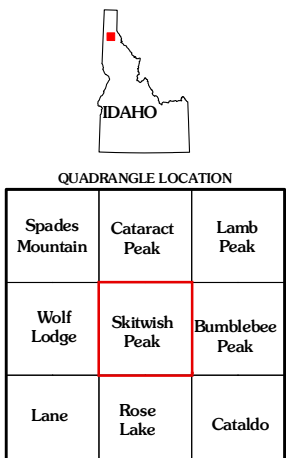 IDAHO
QUADRANGLE LOCATION
Spades
Mountain
Cataract
Peak
Lamb
Peak
Wolf
Lodge
Skitwish
Peak
Bumblebee
Peak
Lane
Rose
Lake
Cataldo